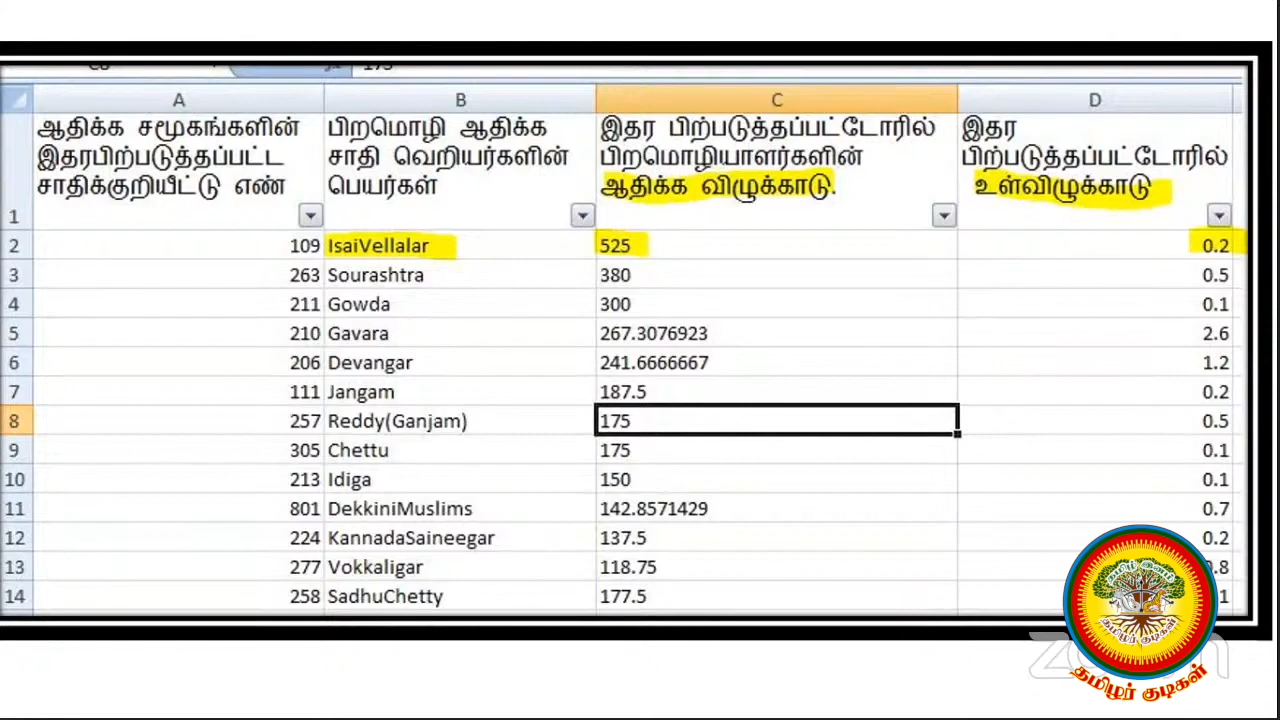 A B C D
ஆதிக்க சமூகங்களின் இதரபிற்படுத்தப்பட்ட சாதிக்குறியீட்டு எண்
பிறமொழி ஆதிக்க சாதி வெறியர்களின் பெயர்கள்
இதர பிற்படுத்தப்பட்டோரில் பிறமொழியாளர்களின் ஆதிக்க விழுக்காடு.
இதர பிற்படுத்தப்பட்டோரில் உள்விழுக்காடு
1
2 109 IsaiVellalar 525 0.2
3 263 Sourashtra 380 0.5
4 211 Gowda 300 0.1
5 210 Gavara 267.3076923 2.6
6 206 Devangar 241.6666667 1.2
7 111 Jangam 187.5 0.2
8 257 Reddy(Ganjam) 175 0.5
9 305 Chettu 175 0.1
10 213 Idiga 150 0.1
11 801 DekkiniMuslims 142.8571429 0.7
12 224 KannadaSaineegar 137.5 0.2
13 277 Vokkaligar 118.75
14 258 SadhuChetty 177.5
தமிழ் இனம்
தமிழர் குடிகள்
தமிழர் குடிகள்